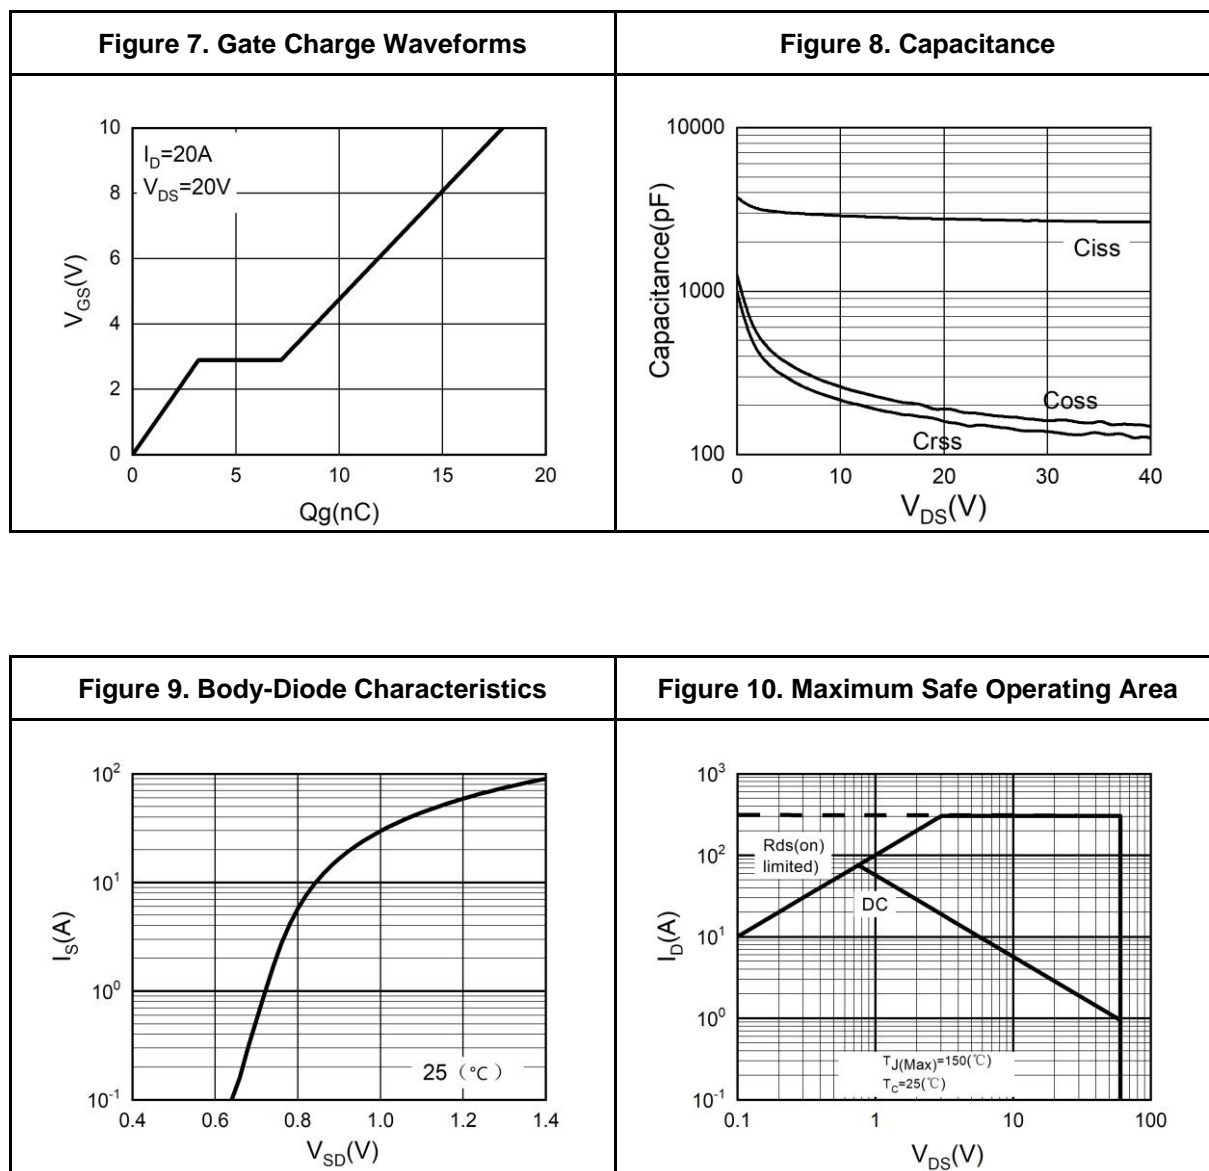 Figure 7. Gate Charge Waveforms
Figure 8. Capacitance
10
8
6
4
2
0
I_D=20A
V_DS=20V
V_GS(V)
0 5 10 15 20
Qg(nC)
10000
1000
100
Capacitance(pF)
Ciss
Coss
Crss
0 10 20 30 40
V_DS(V)
Figure 9. Body-Diode Characteristics
Figure 10. Maximum Safe Operating Area
10^2
10^1
10^0
10^-1
I_S(A)
25（℃）
0.4 0.6 0.8 1.0 1.2 1.4
V_SD(V)
10^3
10^2
10^1
10^0
10^-1
I_D(A)
Rds(on)
limited)
DC
T_J(Max)=150(℃)
T_C=25(℃)
0.1 1 10 100
V_DS(V)